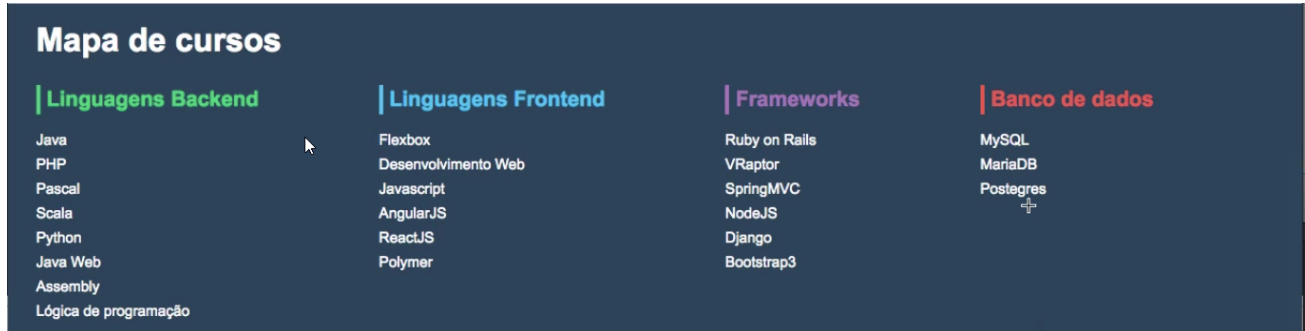 Mapa de cursos
Linguagens Backend
Java
PHP
Pascal
Scala
Python
Java Web
Assembly
Lógica de programação
Linguagens Frontend
Flexbox
Desenvolvimento Web
Javascript
AngularJS
ReactJS
Polymer
Frameworks
Ruby on Rails
VRaptor
SpringMVC
NodeJS
Django
Bootstrap3
Banco de dados
MySQL
MariaDB
Postegres